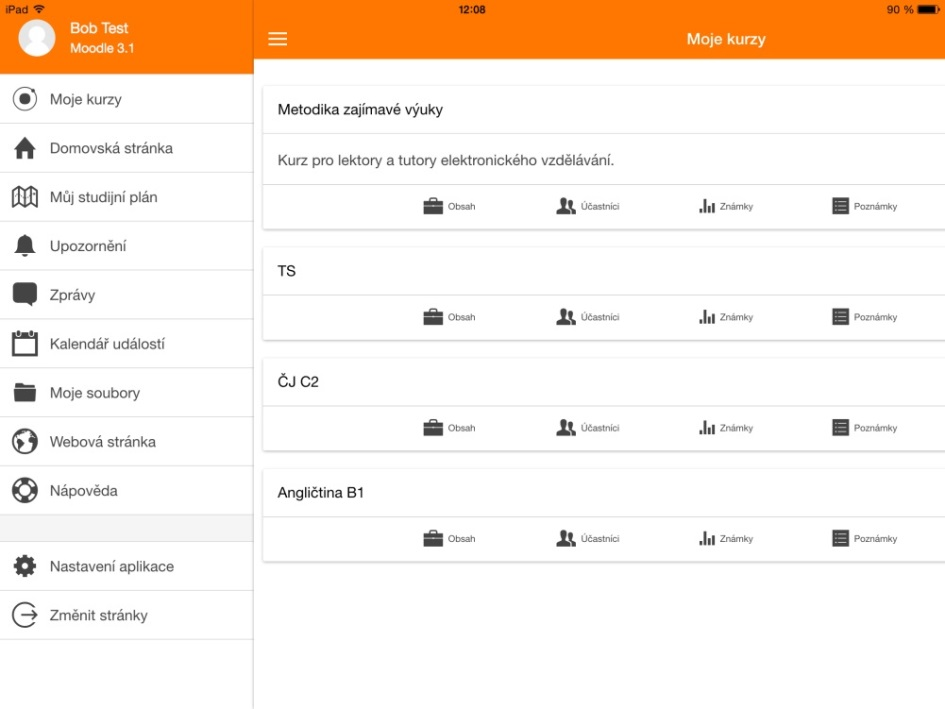 iPad
12:08
90 %
Bob Test
Moodle 3.1
Moje kurzy
Moje kurzy
Domovská stránka
Můj studijní plán
Upozornění
Zprávy
Kalendář událostí
Moje soubory
Webová stránka
Nápověda
Nastavení aplikace
Změnit stránky
Metodika zajímavé výuky
Kurz pro lektory a tutory elektronického vzdělávání.
Obsah Účastníci Známky Poznámky
TS
Obsah Účastníci Známky Poznámky
ČJ C2
Obsah Účastníci Známky Poznámky
Angličtina B1
Obsah Účastníci Známky Poznámky